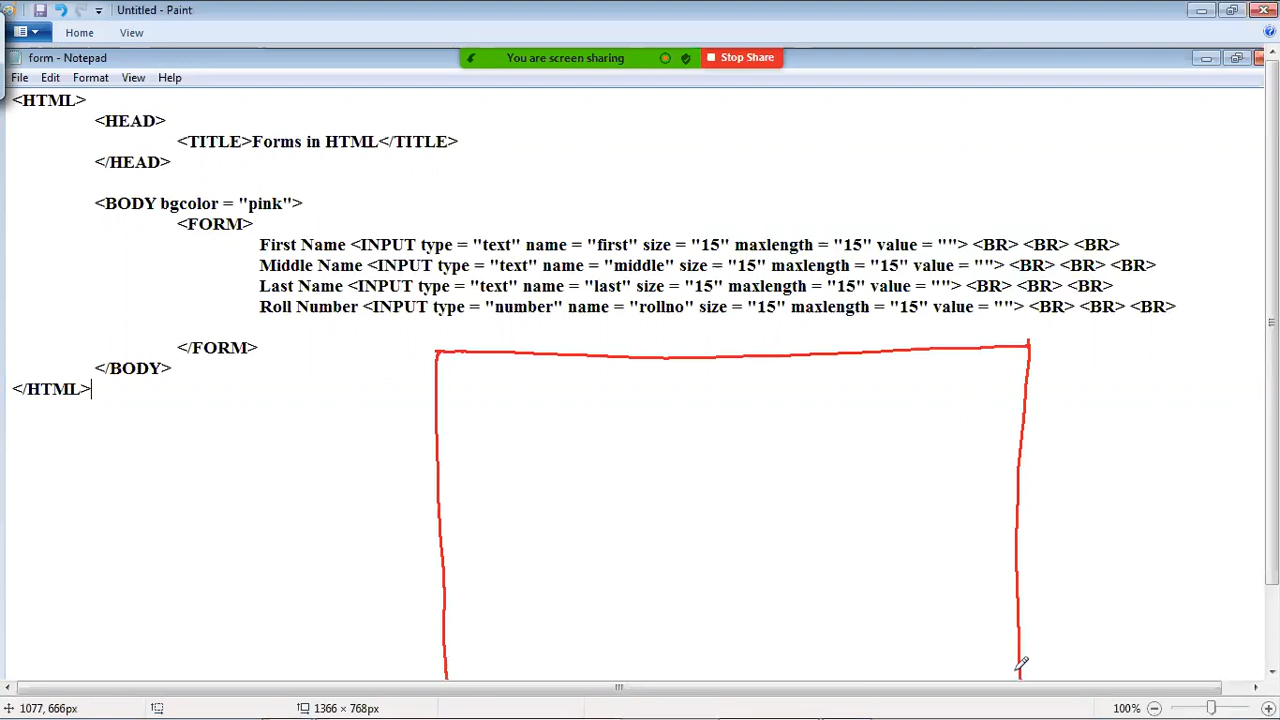 Untitled - Paint
Home View
form - Notepad
You are screen sharing
Stop Share
File Edit Format View Help
<HTML>
<HEAD>
<TITLE>Forms in HTML</TITLE>
</HEAD>
<BODY bgcolor = "pink">
<FORM>
First Name <INPUT type = "text" name = "first" size = "15" maxlength = "15" value = ""> <BR> <BR> <BR>
Middle Name <INPUT type = "text" name = "middle" size = "15" maxlength = "15" value = ""> <BR> <BR> <BR>
Last Name <INPUT type = "text" name = "last" size = "15" maxlength = "15" value = ""> <BR> <BR> <BR>
Roll Number <INPUT type = "number" name = "rollno" size = "15" maxlength = "15" value = ""> <BR> <BR> <BR>
</FORM>
</BODY>
</HTML>
1077, 666px
1366 × 768px
100%